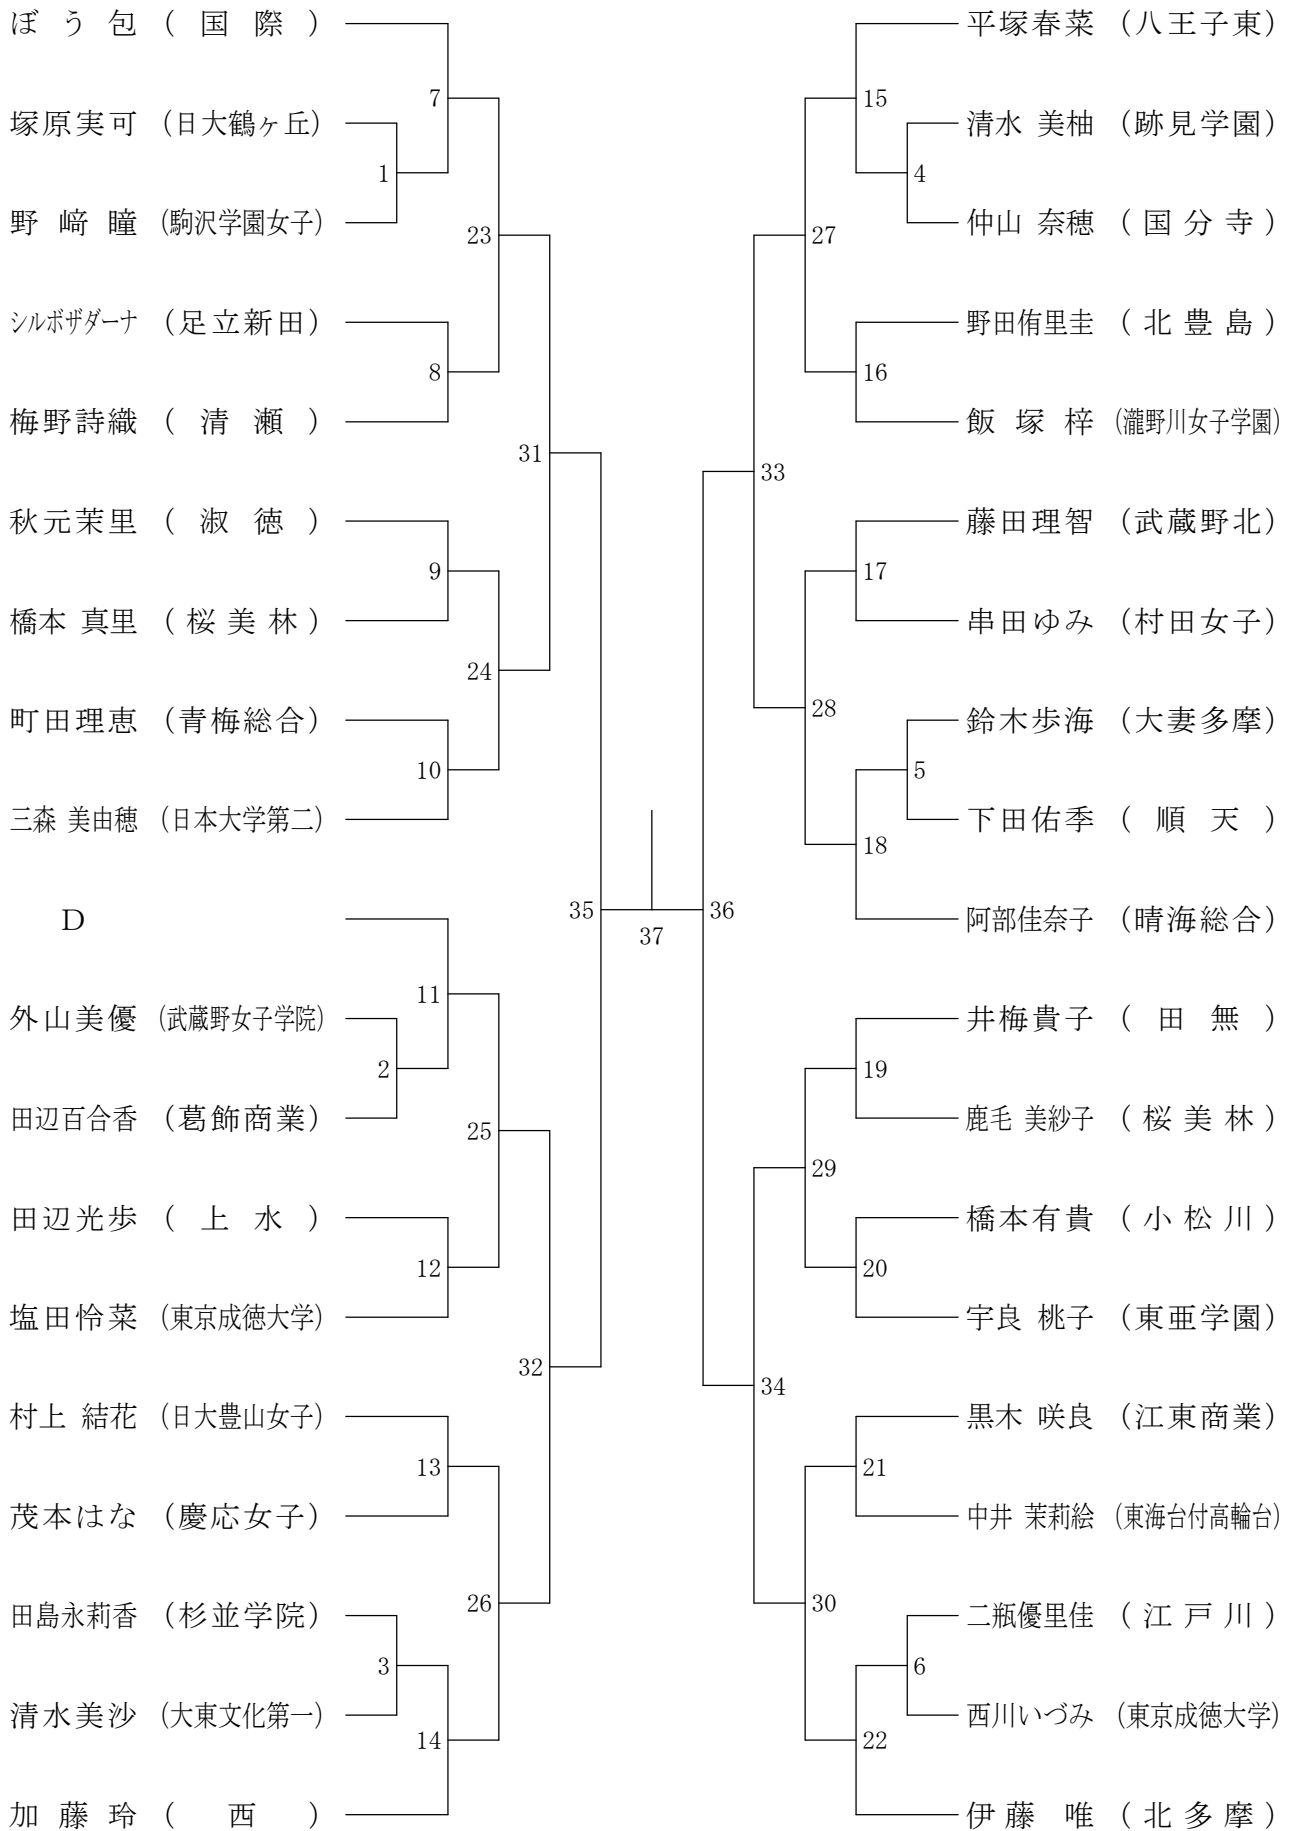 ぼう包 (国際)
7
塚原実可 (日大鶴ヶ丘)
1
野﨑瞳 (駒沢学園女子)
23
シルボザダーナ (足立新田)
8
梅野詩織 (清瀬)
31
秋元茉里 (淑徳)
9
橋本 真里 (桜美林)
24
町田理恵 (青梅総合)
10
三森 美由穂 (日本大学第二)
35
D
11
外山美優 (武蔵野女子学院)
2
田辺百合香 (葛飾商業)
25
田辺光歩 (上水)
12
塩田怜菜 (東京成徳大学)
32
村上 結花 (日大豊山女子)
13
茂本はな (慶応女子)
26
田島永莉香 (杉並学院)
3
清水美沙 (大東文化第一)
14
加藤玲 (西)
37
平塚春菜 (八王子東)
15
清水 美柚 (跡見学園)
4
仲山 奈穂 (国分寺)
27
野田侑里圭 (北豊島)
16
飯塚梓 (瀧野川女子学園)
33
藤田理智 (武蔵野北)
17
串田ゆみ (村田女子)
28
鈴木歩海 (大妻多摩)
5
下田佑季 (順天)
18
阿部佳奈子 (晴海総合)
36
井梅貴子 (田無)
19
鹿毛 美紗子 (桜美林)
29
橋本有貴 (小松川)
20
宇良 桃子 (東亜学園)
34
黒木 咲良 (江東商業)
21
中井 茉莉絵 (東海台付高輪台)
30
二瓶優里佳 (江戸川)
6
西川いづみ (東京成徳大学)
22
伊藤 唯 (北多摩)